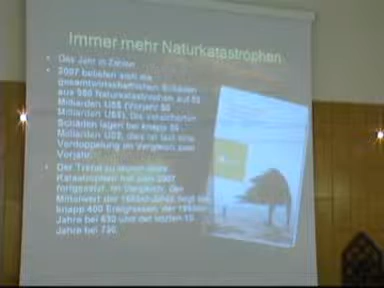 Immer mehr Naturkatastrophen
Das Jahr in Zahlen
2007 beliefen sich die
gesamtwirtschaftlichen Schäden
aus 950 Naturkatastrophen auf
Milliarden US$ (Vorjahr 50
Milliarden US$). Die versicherten
Schäden lagen bei knapp 30
Milliarden US$, dies ist fast eine
Verdoppelung im Vergleich zum
Vorjahr.
Der Trend zu immer mehr
Katastrophen hat sich 2007
fortgesetzt. Im Vergleich: Der
Mittelwert der 1980er-Jahre liegt bei
knapp 400 Ereignissen, der 1990er
Jahre bei 630 und der letzten 10
Jahre bei 730.